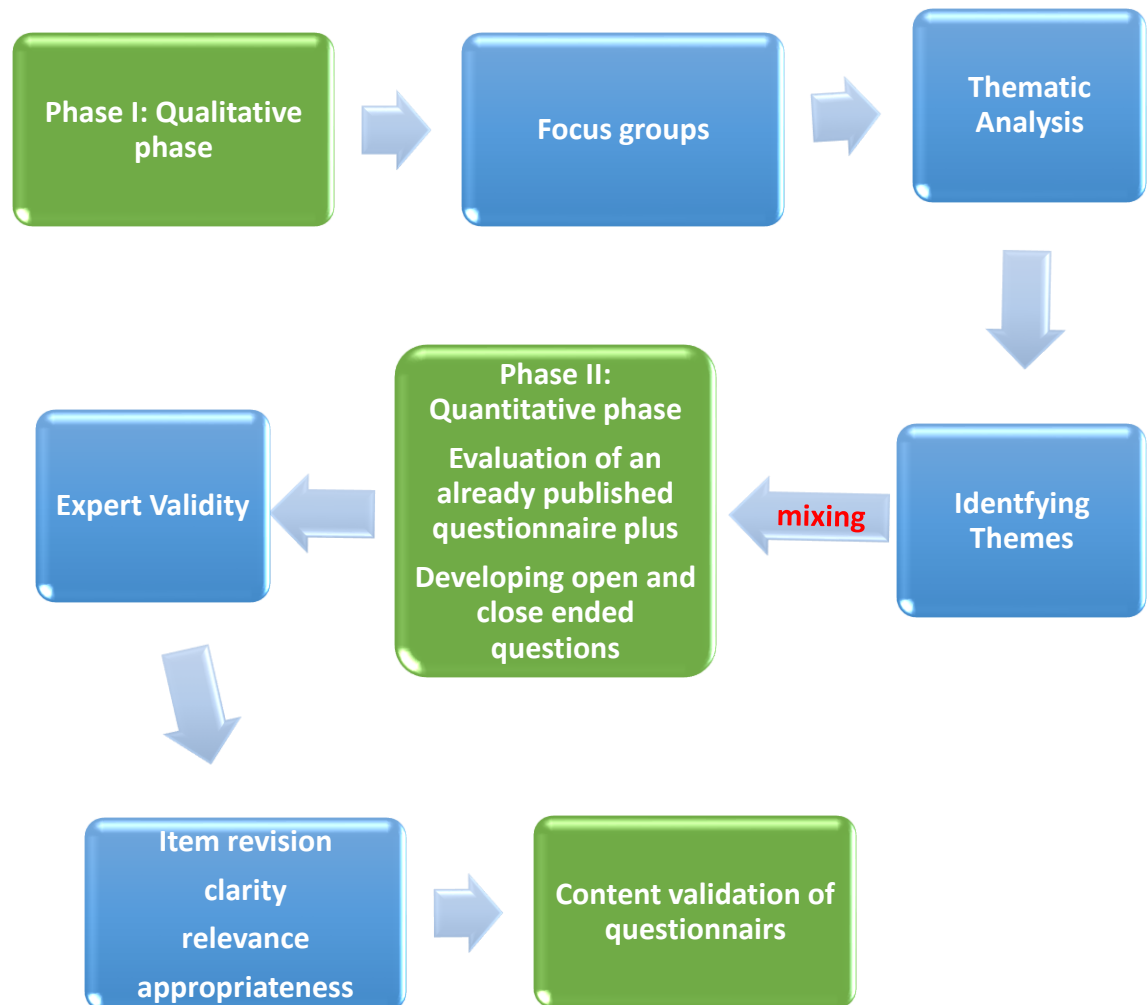 Phase I: Qualitative
phase
Focus groups
Thematic
Analysis
Identfying
Themes
mixing
Phase II:
Quantitative phase
Evaluation of an
already published
questionnaire plus
Developing open and
close ended
questions
Expert Validity
Item revision
clarity
relevance
appropriateness
Content validation of
questionnairs